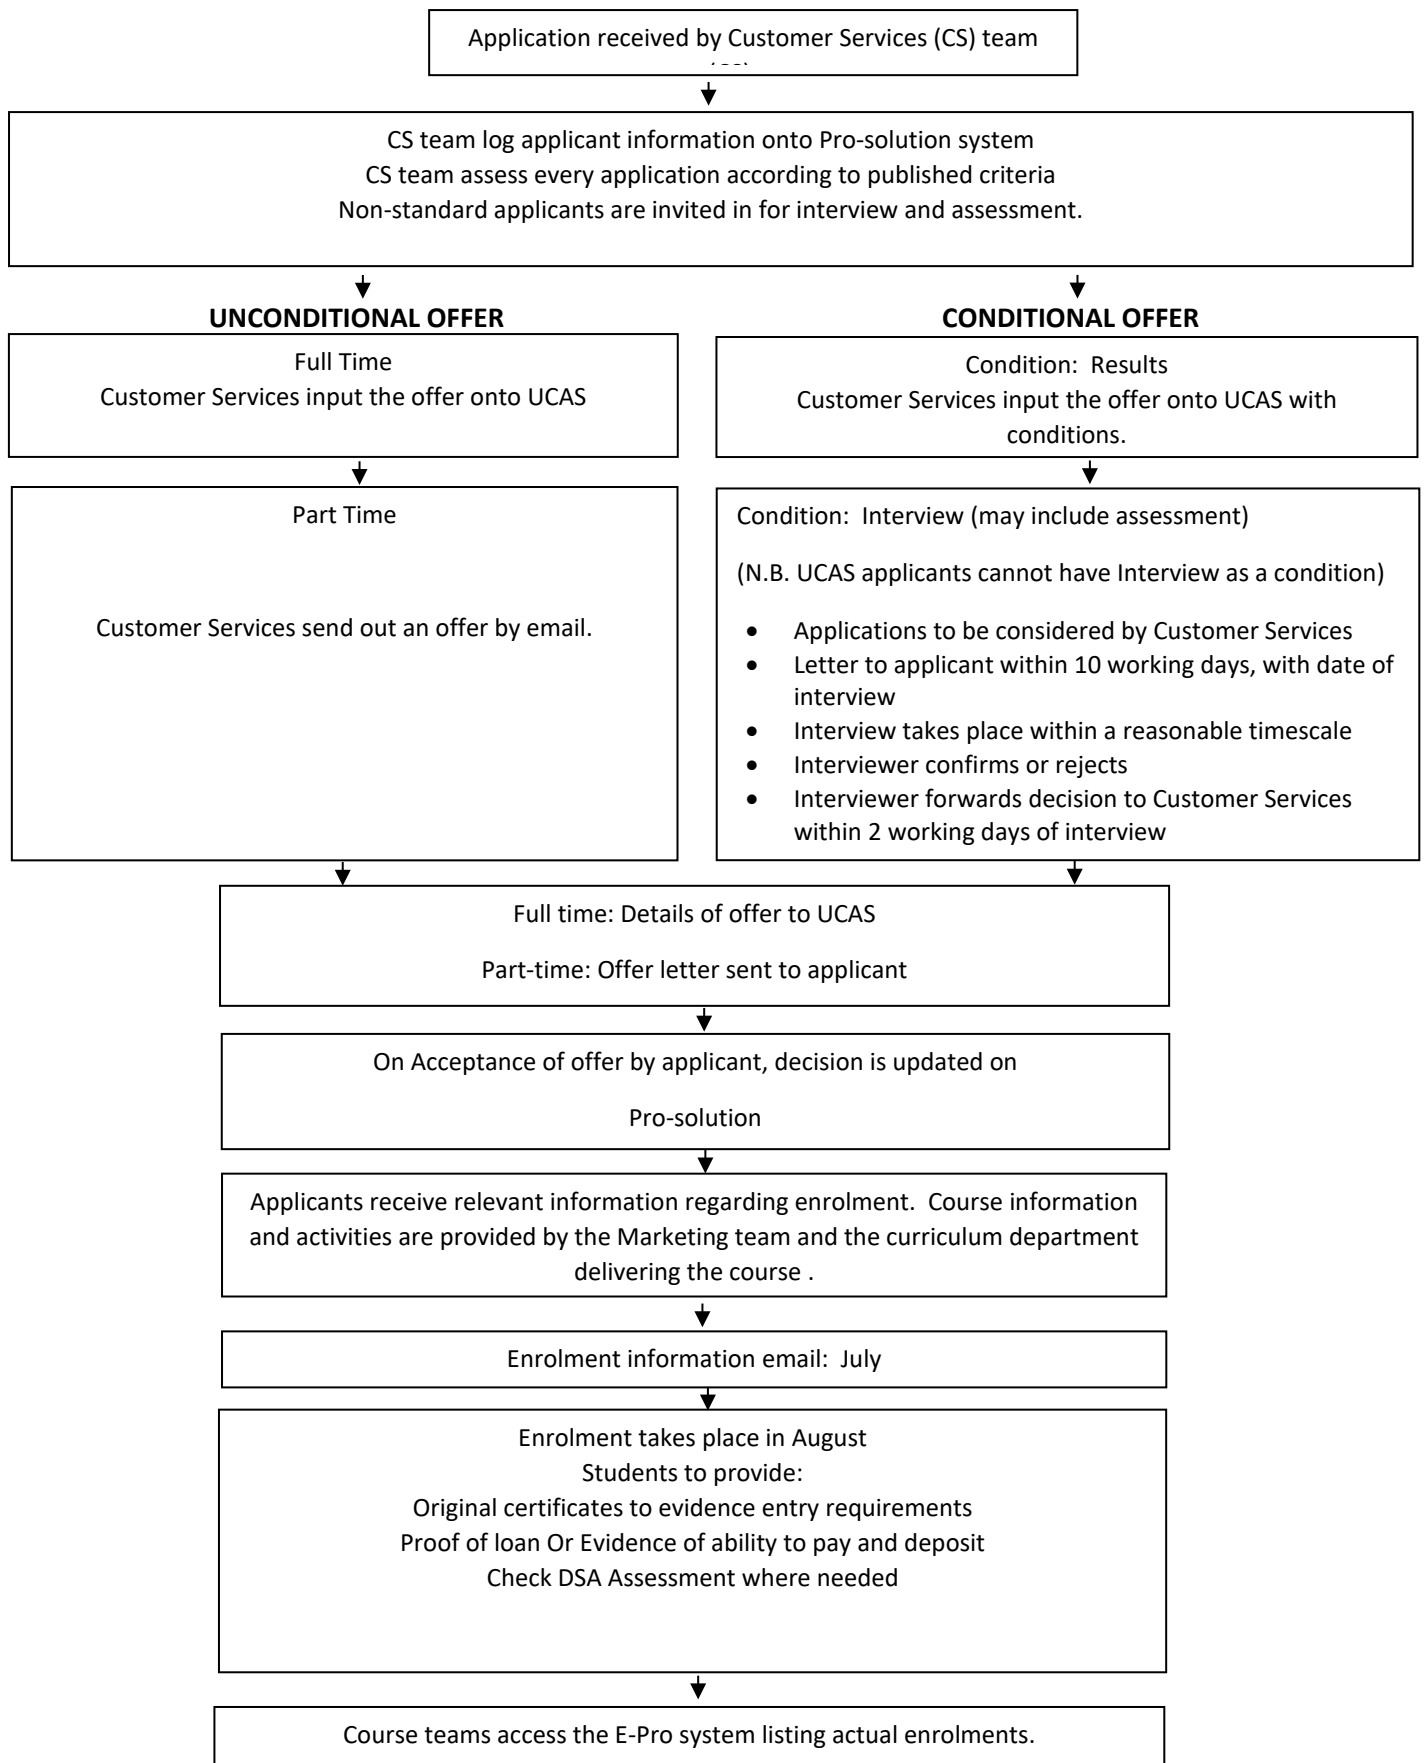 Application received by Customer Services (CS) team
CS team log applicant information onto Pro-solution system
CS team assess every application according to published criteria
Non-standard applicants are invited in for interview and assessment.
UNCONDITIONAL OFFER
Full Time
Customer Services input the offer onto UCAS
Part Time
Customer Services send out an offer by email.
CONDITIONAL OFFER
Condition:  Results
Customer Services input the offer onto UCAS with
conditions.
Condition:  Interview (may include assessment)
(N.B. UCAS applicants cannot have Interview as a condition)
• Applications to be considered by Customer Services
• Letter to applicant within 10 working days, with date of
interview
• Interview takes place within a reasonable timescale
• Interviewer confirms or rejects
• Interviewer forwards decision to Customer Services
within 2 working days of interview
Full time: Details of offer to UCAS
Part-time: Offer letter sent to applicant
On Acceptance of offer by applicant, decision is updated on
Pro-solution
Applicants receive relevant information regarding enrolment.  Course information
and activities are provided by the Marketing team and the curriculum department
delivering the course .
Enrolment information email:  July
Enrolment takes place in August
Students to provide:
Original certificates to evidence entry requirements
Proof of loan Or Evidence of ability to pay and deposit
Check DSA Assessment where needed
Course teams access the E-Pro system listing actual enrolments.